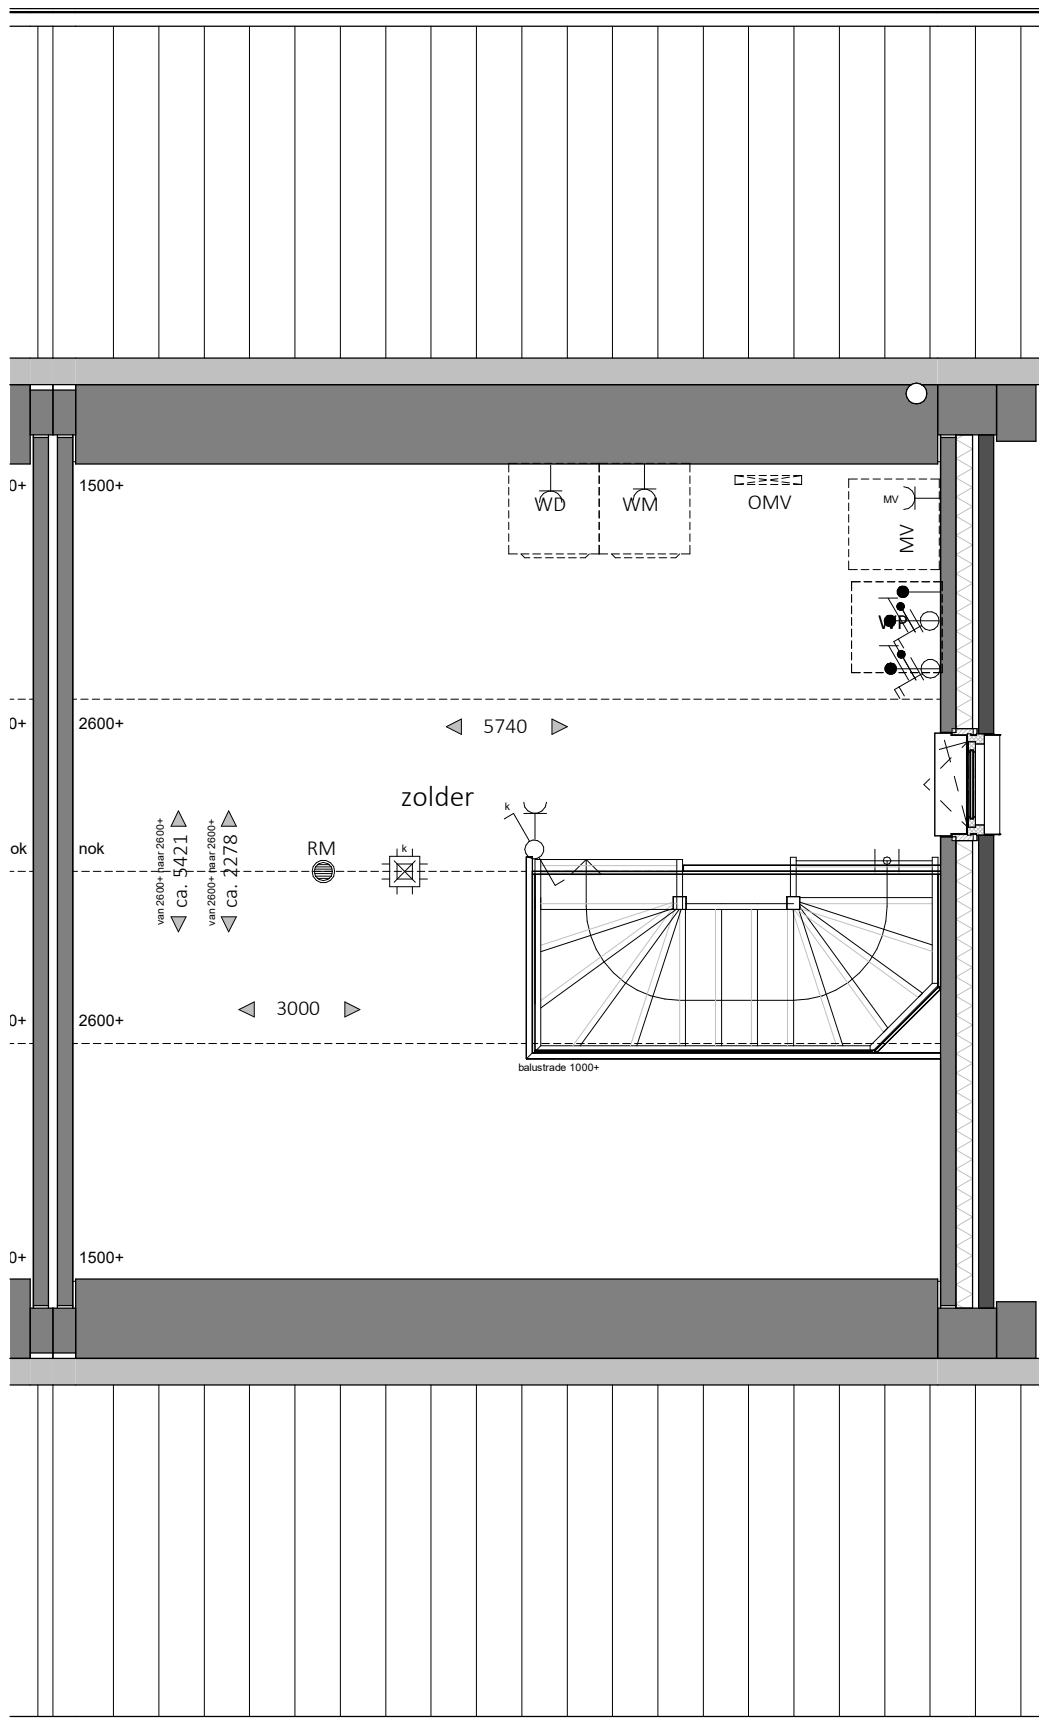 0+
1500+
WD
WM
OMV
MV
MV
WP
0+
2600+
5740
zolder
k
ok
nok
van 2600+ naar 2600+
ca. 5421
van 2600+ naar 2600+
ca. 2278
RM
k
3000
0+
2600+
balustrade 1000+
0+
1500+